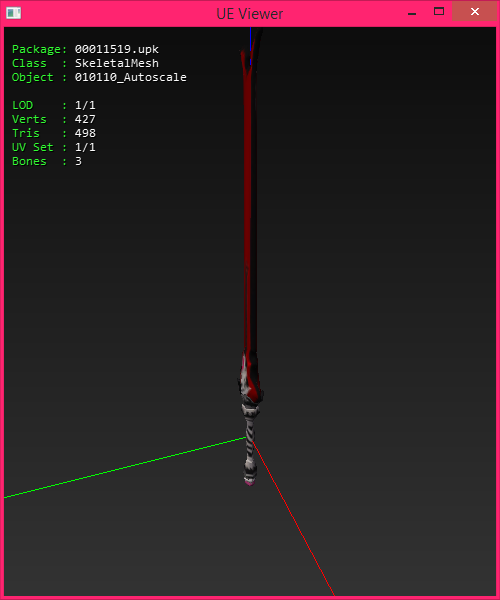 UE Viewer
Package: 00011519.upk
Class  : SkeletalMesh
Object : 010110_Autoscale
LOD    : 1/1
Verts  : 427
Tris   : 498
UV Set : 1/1
Bones  : 3